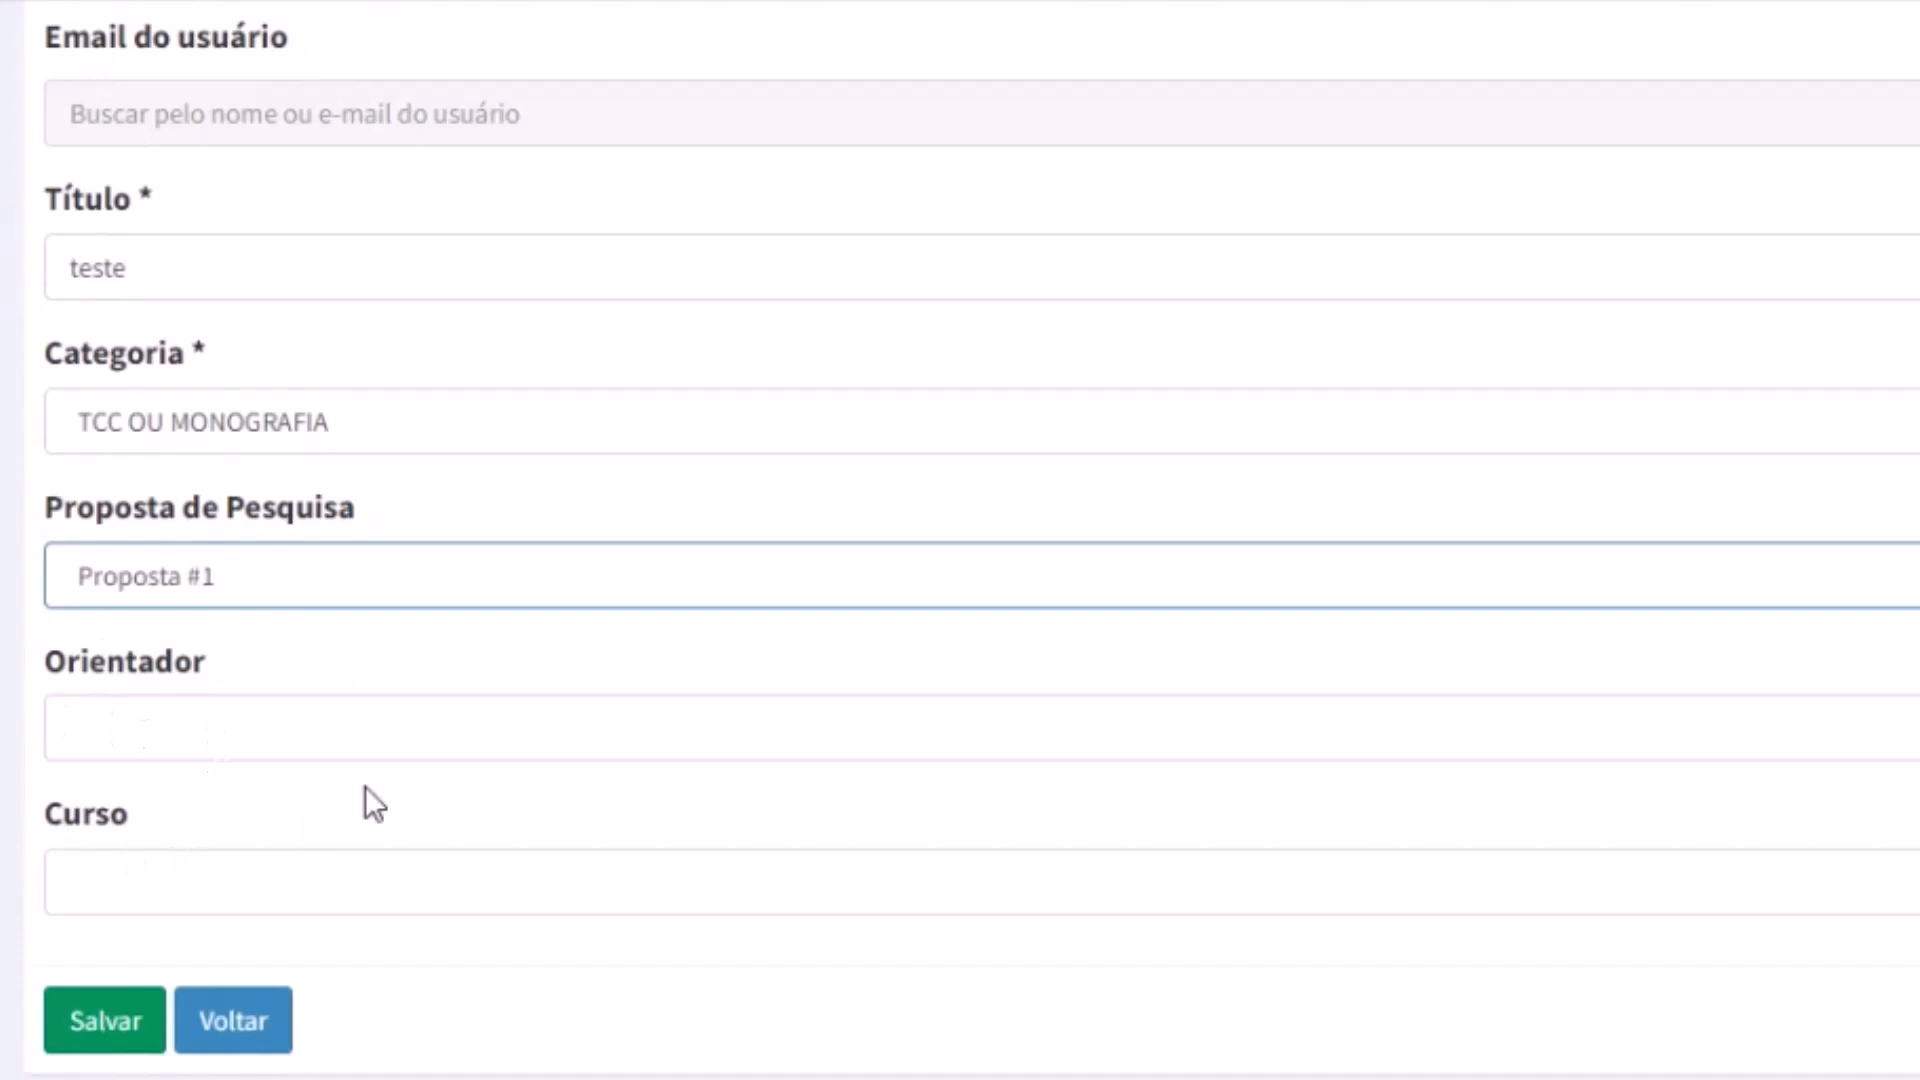 Email do usuário
Buscar pelo nome ou e-mail do usuário
Título *
teste
Categoria *
TCC OU MONOGRAFIA
Proposta de Pesquisa
Proposta #1
Orientador
Curso
Salvar
Voltar